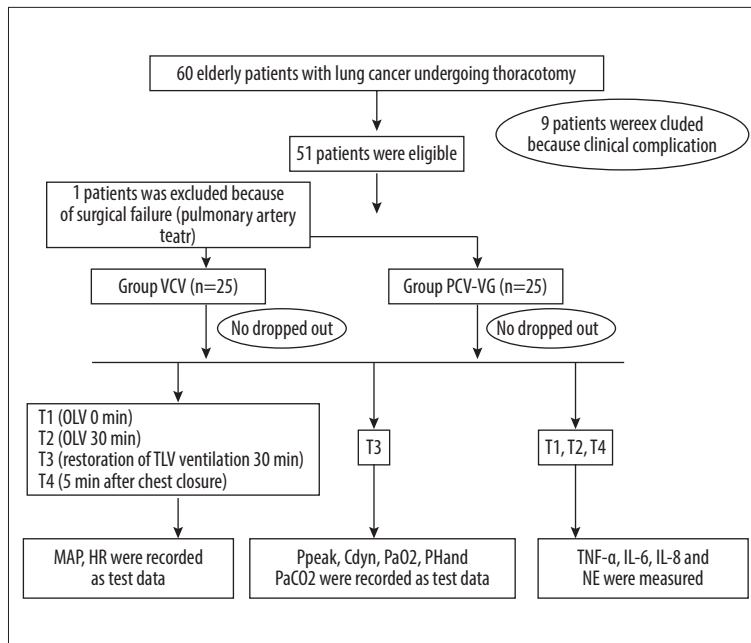 60 elderly patients with lung cancer undergoing thoracotomy
9 patients wereex cluded
because clinical complication
51 patients were eligible
1 patients was excluded because
of surgical failure (pulmonary artery
teatr)
Group VCV (n=25)
Group PCV-VG (n=25)
No dropped out
No dropped out
T1 (OLV 0 min)
T2 (OLV 30 min)
T3 (restoration of TLV ventilation 30 min)
T4 (5 min after chest closure)
T3
T1, T2, T4
MAP, HR were recorded
as test data
Ppeak, Cdyn, PaO2, PHand
PaCO2 were recorded as test data
TNF-α, IL-6, IL-8 and
NE were measured